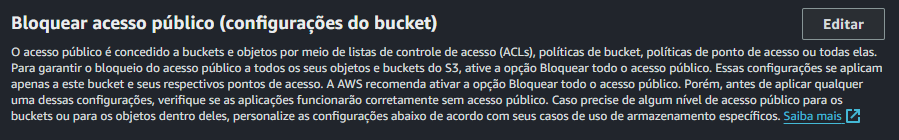 Bloquear acesso público (configurações do bucket)
Editar
O acesso público é concedido a buckets e objetos por meio de listas de controle de acesso (ACLs), políticas de bucket, políticas de ponto de acesso ou todas elas.
Para garantir o bloqueio do acesso público a todos os seus objetos e buckets do S3, ative a opção Bloquear todo o acesso público. Essas configurações se aplicam
apenas a este bucket e seus respectivos pontos de acesso. A AWS recomenda ativar a opção Bloquear todo o acesso público. Porém, antes de aplicar qualquer
uma dessas configurações, verifique se as aplicações funcionarão corretamente sem acesso público. Caso precise de algum nível de acesso público para os
buckets ou para os objetos dentro deles, personalize as configurações abaixo de acordo com seus casos de uso de armazenamento específicos. Saiba mais